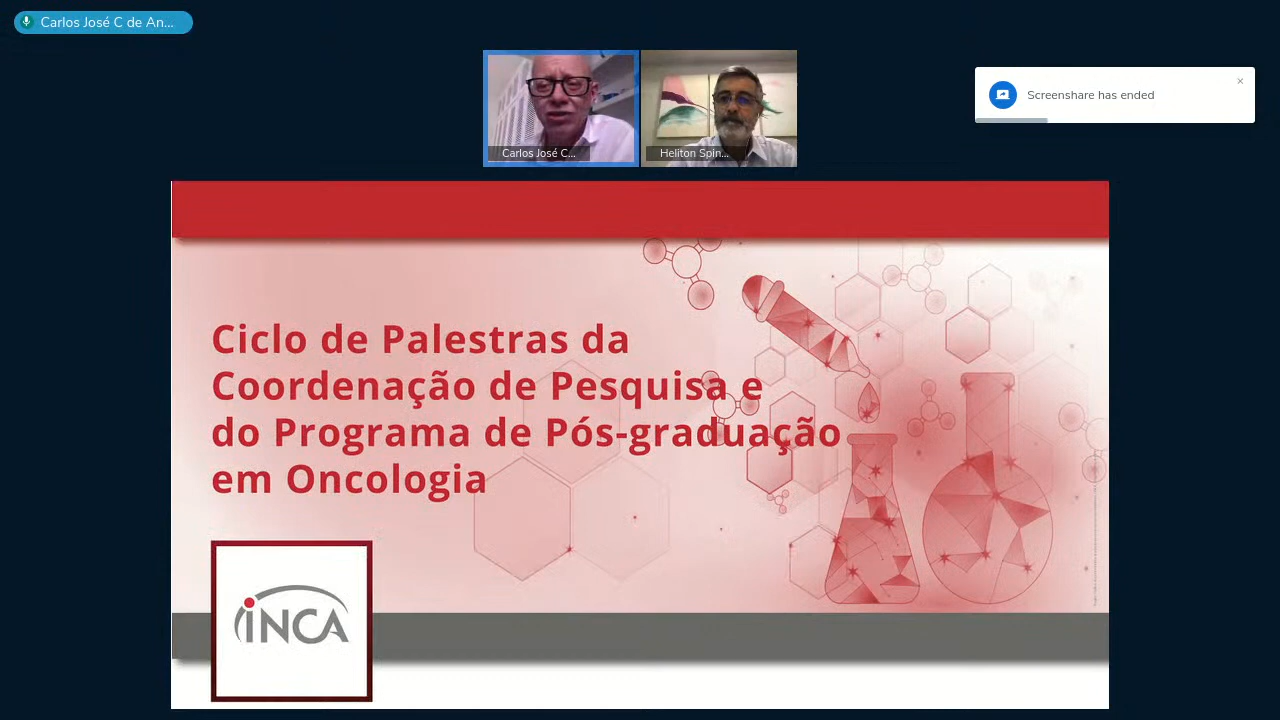 Carlos José C de An...
Carlos José C...
Heliton Spin...
Screenshare has ended
Ciclo de Palestras da
Coordenação de Pesquisa e
do Programa de Pós-graduação
em Oncologia
INCA